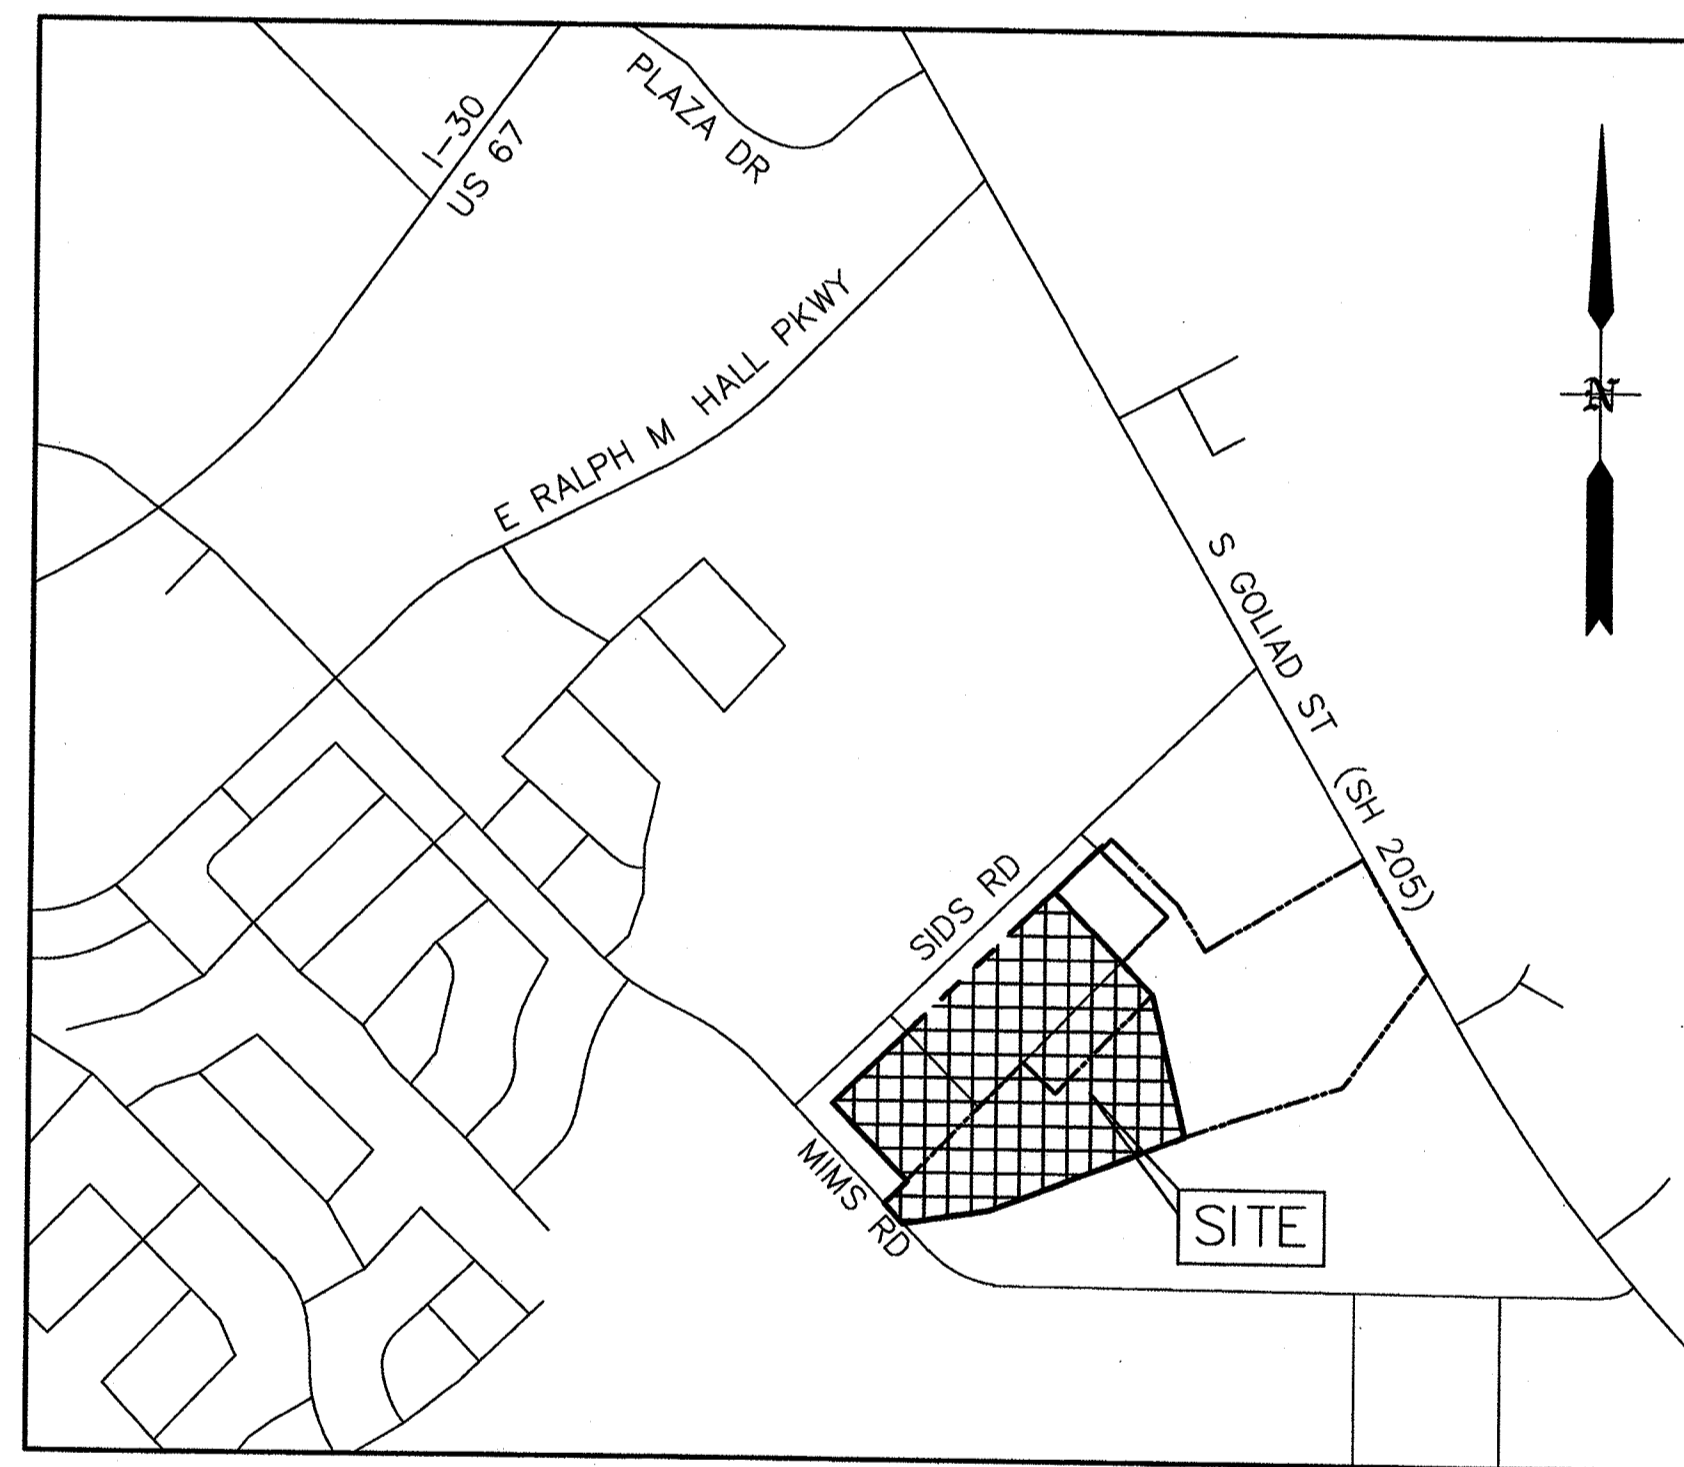 I-30
US 67
PLAZA DR
E RALPH M HALL PKWY
N
S GOLIAD ST (SH 205)
SIDS RD
MIMS RD
SITE